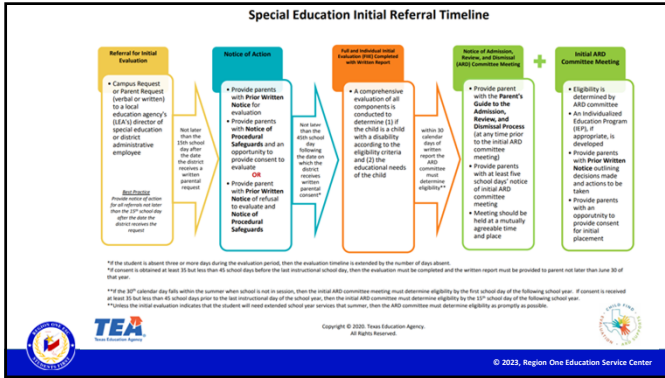 Special Education Initial Referral Timeline
Referral for Initial
Evaluation
• Campus Request
or Parent Request
(verbal or written)
to a local
education agency's
(LEA's) director of
special education
or district
administrative
employee
Best Practice
Provide notice of action
for all referrals not later
than the 15th school day
after the date the
district receives the
request
Not later
than the
15th school
day after
the date
the district
receives a
written
parental
request
Notice of Action
• Provide parents
with Prior Written
Notice for
evaluation
• Provide parents
with Notice of
Procedural
Safeguards and an
opportunity to
provide consent to
evaluate
OR
• Provide parent
with Prior Written
Notice of refusal
to evaluate and
Notice of
Procedural
Safeguards
Not later
than the
45th school
day
following
the date on
which the
district
receives
written
parental
consent*
Full and Individual Initial
Evaluation (FIIE) Completed
with Written Report
• A comprehensive
evaluation of all
components is
conducted to
determine (1) if
the child is a child
with a disability
according to the
eligibility criteria
and (2) the
educational needs
of the child
within 30
calendar
days of
written
report the
ARD
committee
must
determine
eligibility**
Notice of Admission,
Review, and Dismissal
(ARD) Committee Meeting
• Provide parent
with the Parent's
Guide to the
Admission,
Review, and
Dismissal Process
(at any time prior
to the initial ARD
committee
meeting)
• Provide parents
with at least five
school days' notice
of initial ARD
committee
meeting
• Meeting should be
held at a mutually
agreeable time
and place
Initial ARD
Committee Meeting
• Eligibility is
determined by
ARD committee
• An Individualized
Education Program
(IEP), if
appropriate, is
developed
• Provide parents
with Prior Written
Notice outlining
decisions made
and actions to be
taken
• Provide parents
with an
opporutnity to
provide consent
for initial
placement
*If the student is absent three or more days during the evaluation period, then the evaluation timeline is extended by the number of days absent.
*If consent is obtained at least 35 but less than 45 school days before the last instructional school day, then the evaluation must be completed and the written report must be provided to parent not later than June 30 of
that year.
**If the 30th calendar day falls within the summer when school is not in session, then the initial ARD committee meeting must determine eligibility by the first school day of the following school year. If consent is received
at least 35 but less than 45 school days prior to the last instructional day of the school year, then the initial ARD committee must determine eligibility by the 15th school day of the following school year.
**Unless the initial evaluation indicates that the student will need extended school year services that summer, then the ARD committee must determine eligibility as promptly as possible.
TEA
Texas Education Agency
Copyright © 2020. Texas Education Agency.
All Rights Reserved.
© 2023, Region One Education Service Center